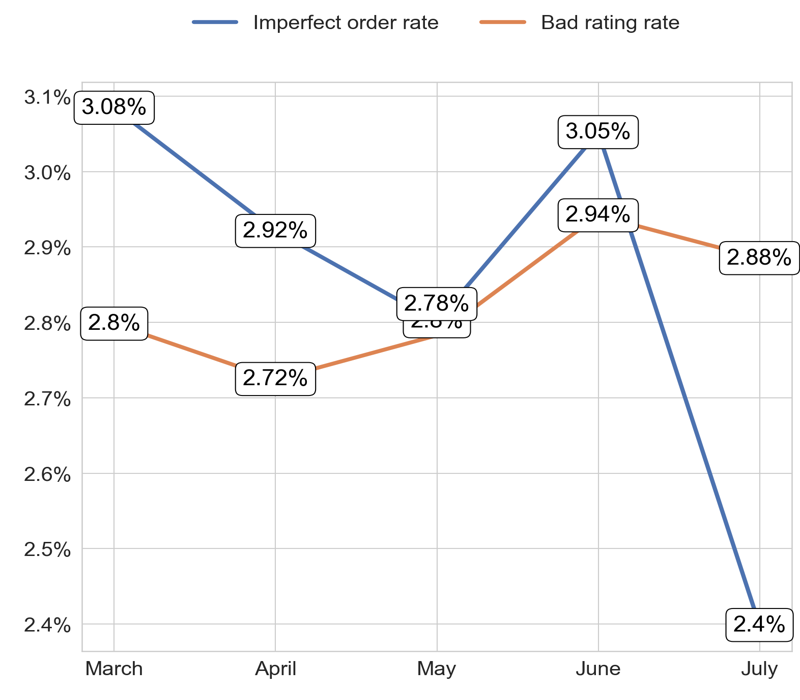 Imperfect order rate
Bad rating rate
3.1%
3.0%
2.9%
2.8%
2.7%
2.6%
2.5%
2.4%
3.08%
2.92%
2.78%
3.05%
2.4%
2.8%
2.72%
2.94%
2.88%
March
April
May
June
July